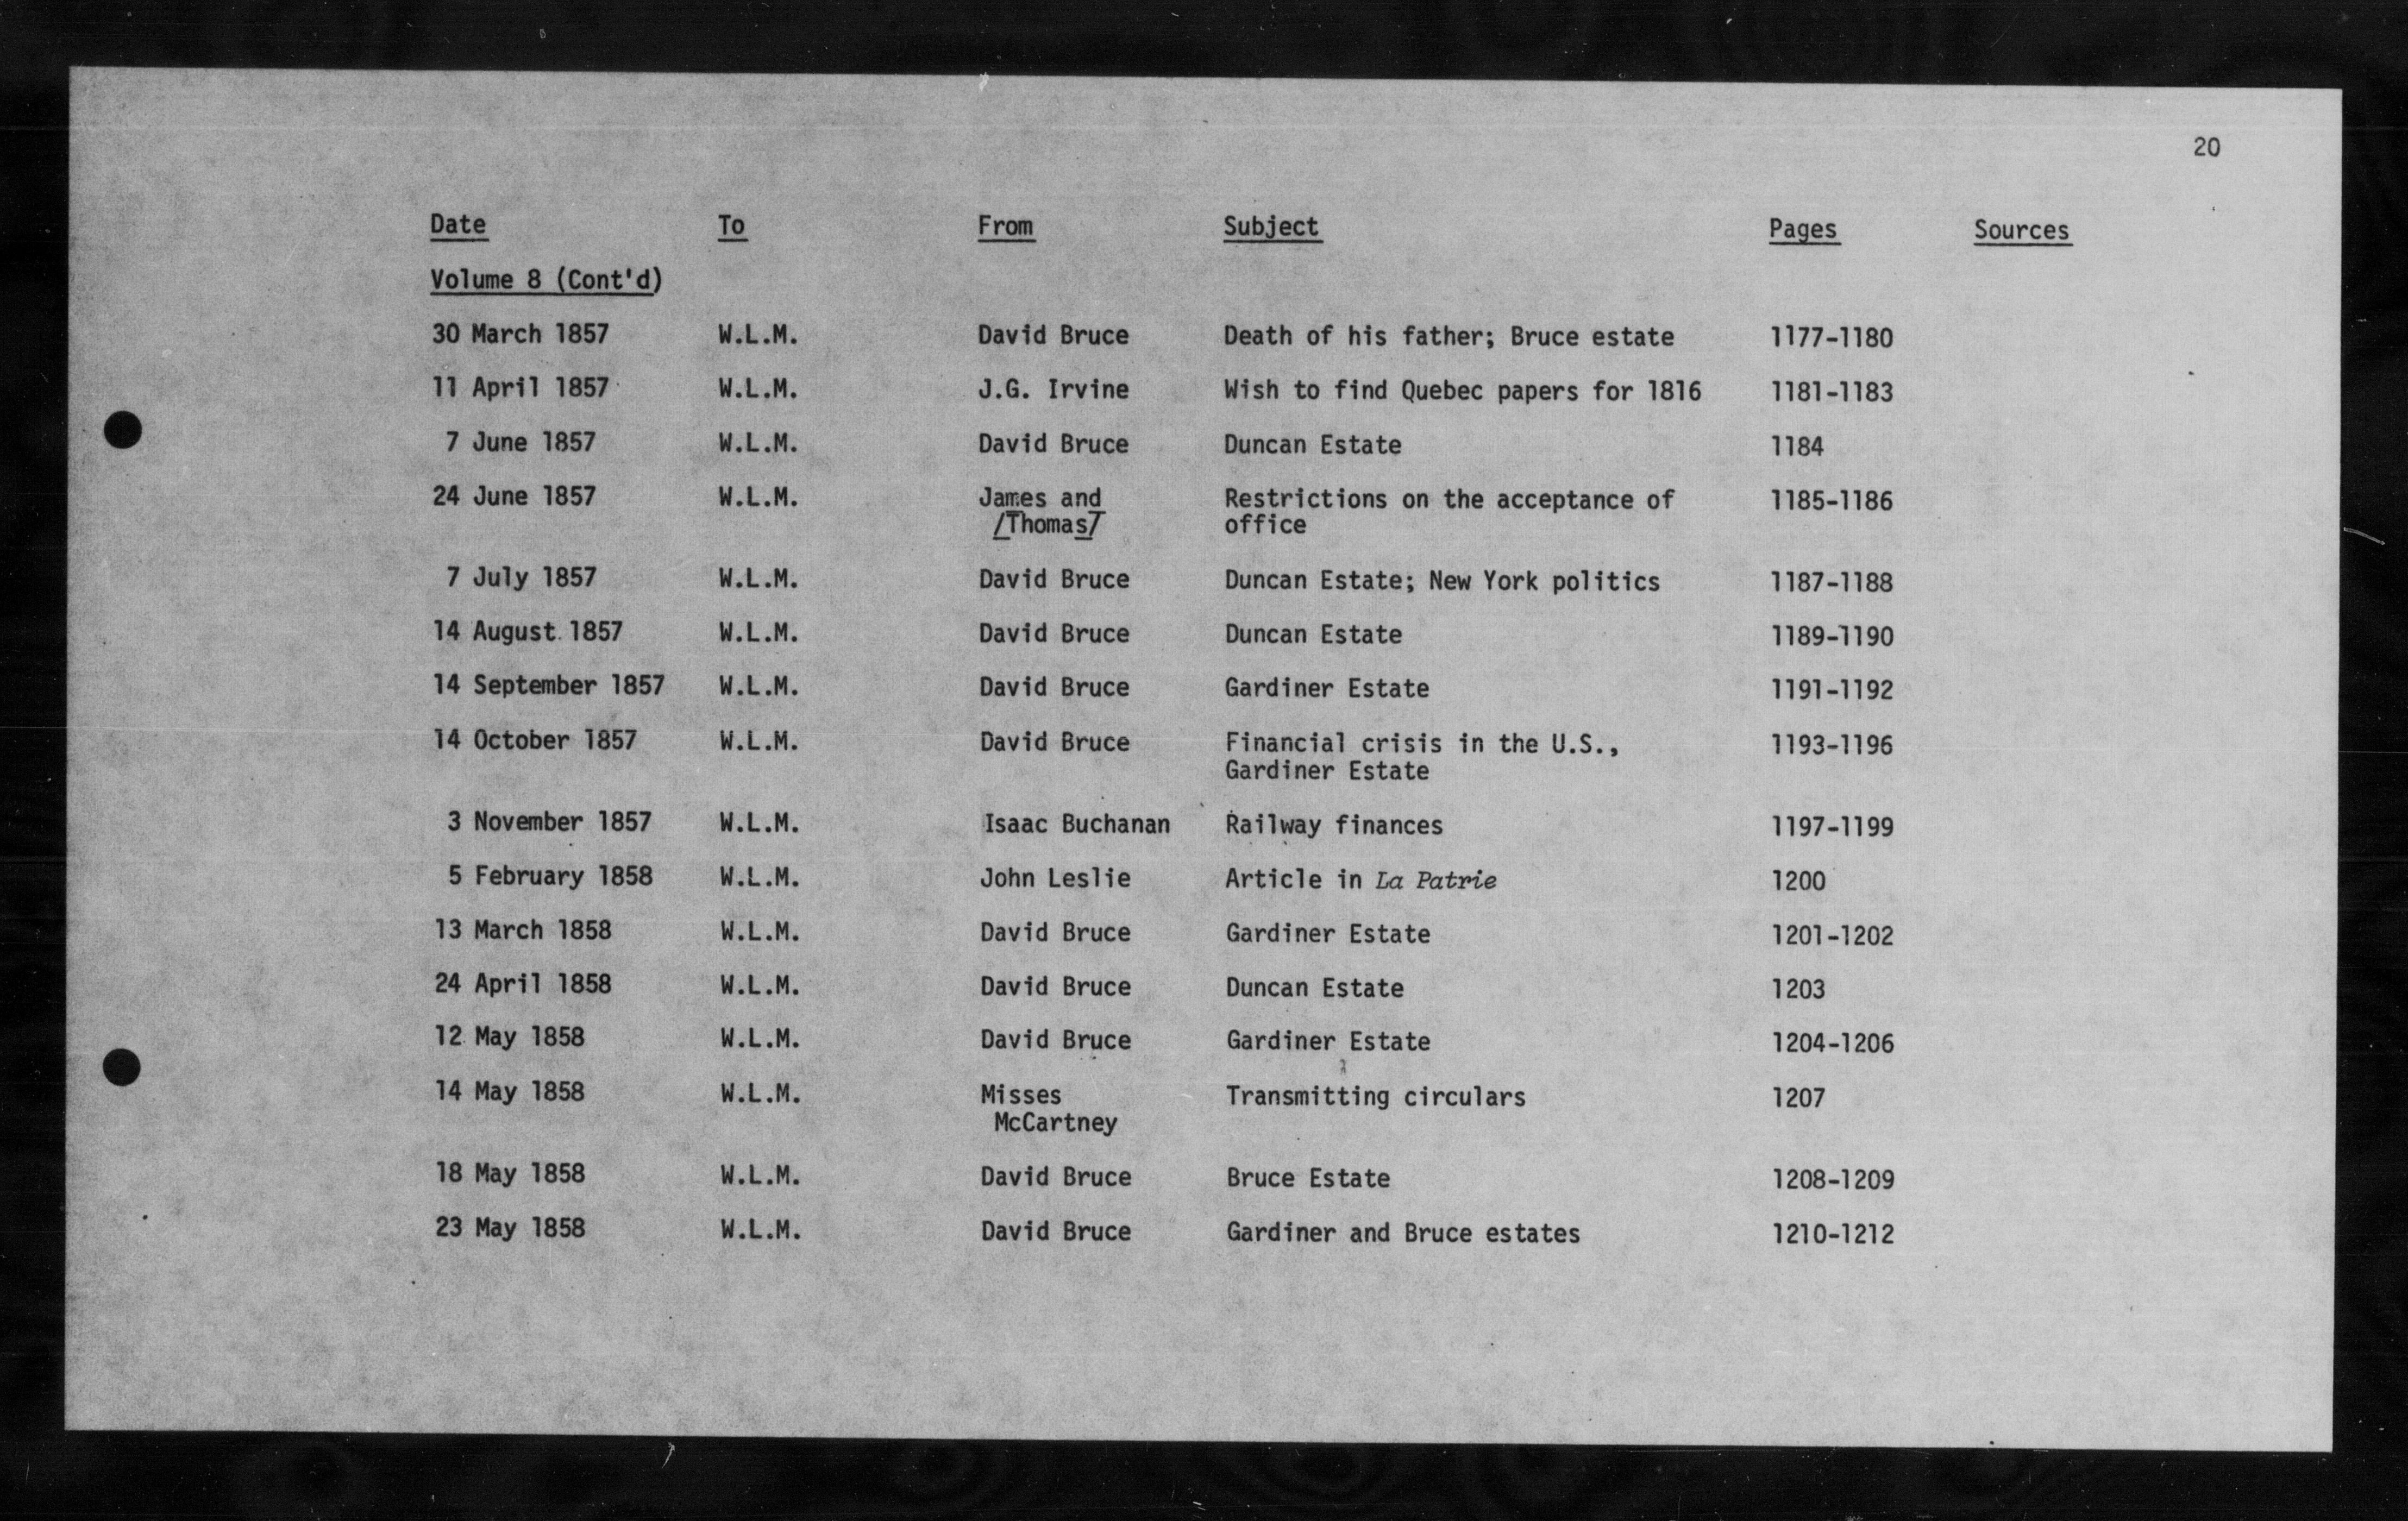 20
Date To From Subject Pages Sources
Volume 8 (Cont'd)
30 March 1857 W.L.M. David Bruce Death of his father; Bruce estate 1177-1180
11 April 1857 W.L.M. J.G. Irvine Wish to find Quebec papers for 1816 1181-1183
7 June 1857 W.L.M. David Bruce Duncan Estate 1184
24 June 1857 W.L.M. James and Restrictions on the acceptance of 1185-1186
[Thomas] office
7 July 1857 W.L.M. David Bruce Duncan Estate; New York politics 1187-1188
14 August 1857 W.L.M. David Bruce Duncan Estate 1189-1190
14 September 1857 W.L.M. David Bruce Gardiner Estate 1191-1192
14 October 1857 W.L.M. David Bruce Financial crisis in the U.S., 1193-1196
Gardiner Estate
3 November 1857 W.L.M. Isaac Buchanan Railway finances 1197-1199
5 February 1858 W.L.M. John Leslie Article in La Patrie 1200
13 March 1858 W.L.M. David Bruce Gardiner Estate 1201-1202
24 April 1858 W.L.M. David Bruce Duncan Estate 1203
12 May 1858 W.L.M. David Bruce Gardiner Estate 1204-1206
14 May 1858 W.L.M. Misses Transmitting circulars 1207
McCartney
18 May 1858 W.L.M. David Bruce Bruce Estate 1208-1209
23 May 1858 W.L.M. David Bruce Gardiner and Bruce estates 1210-1212